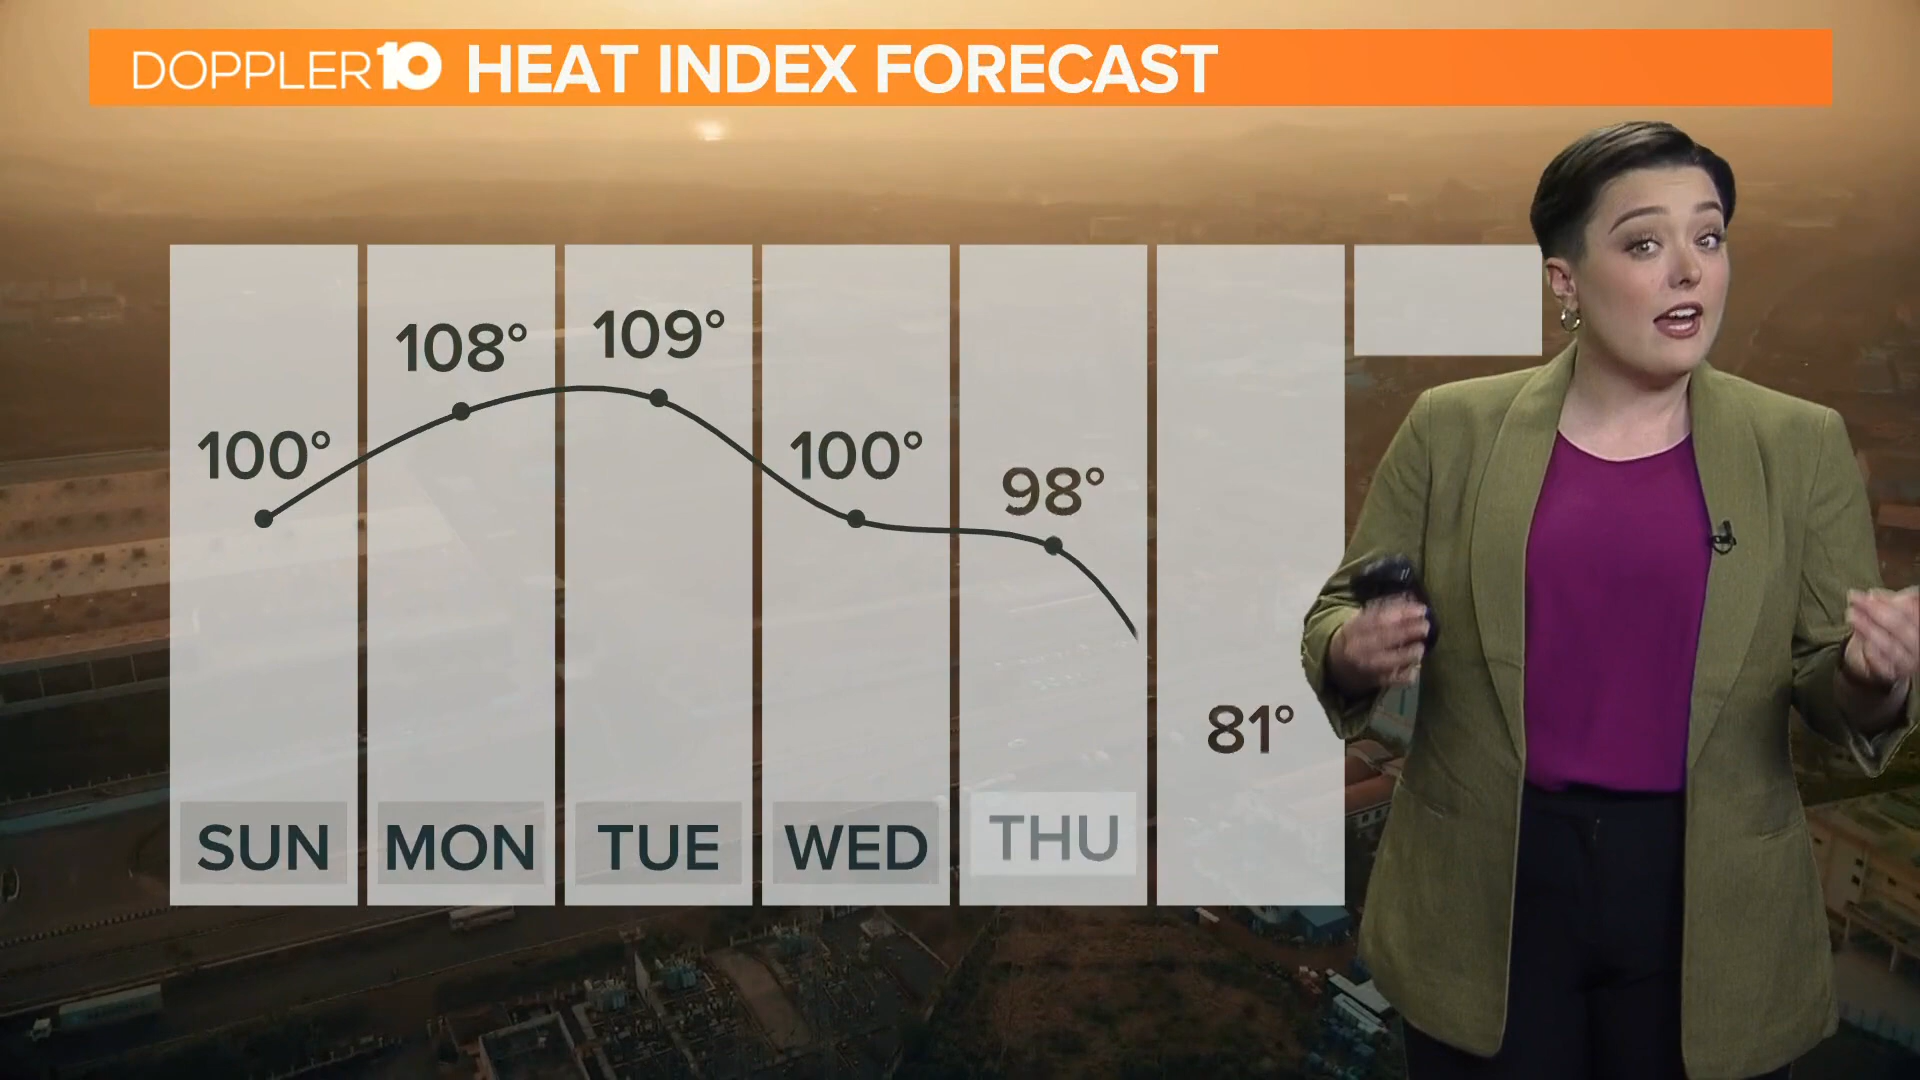 DOPPLER10 HEAT INDEX FORECAST
100°
108°
109°
100°
98°
81°
SUN
MON
TUE
WED
THU